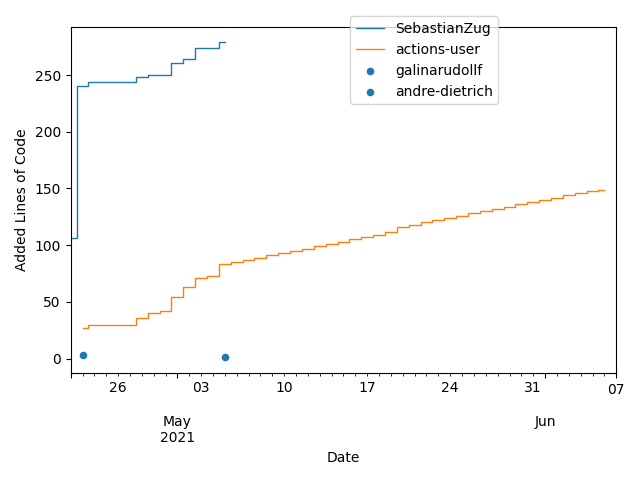 SebastianZug
actions-user
galinarudollf
andre-dietrich
Added Lines of Code
250
200
150
100
50
0
26 03 10 17 24 31 07
May Jun
2021
Date